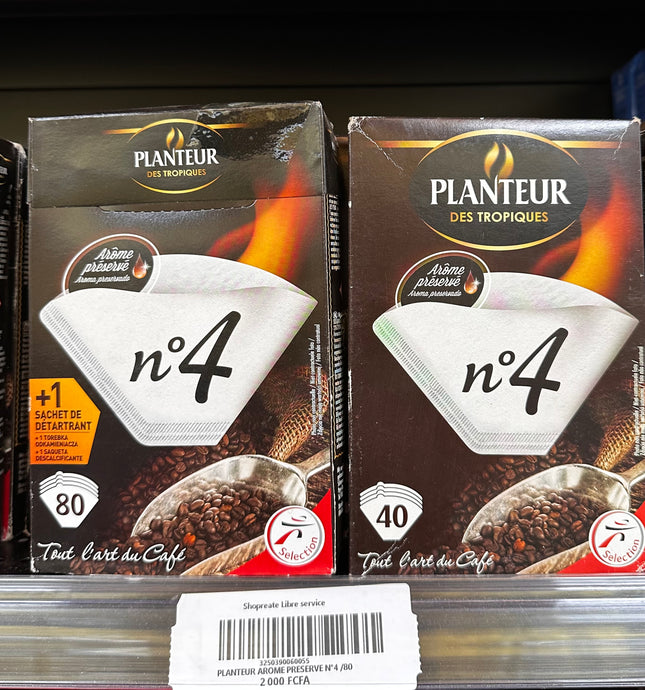 PLANTEUR
DES TROPIQUES
Arôme
préservé
Aroma preservado
n°4
+1
SACHET DE
DÉTARTRANT
+ 1 TOREBKA
ODKAMIENIACZA
+ 1 SAQUETA
DESCALCIFICANTE
80
Tout l'art du Café
Sélection
PLANTEUR
DES TROPIQUES
Arôme
préservé
Aroma preservado
n°4
40
Tout l'art du Café
Sélection
Shopreate Libre service
3250390060055
PLANTEUR AROME PRESERVE N°4 /80
2 000 FCFA